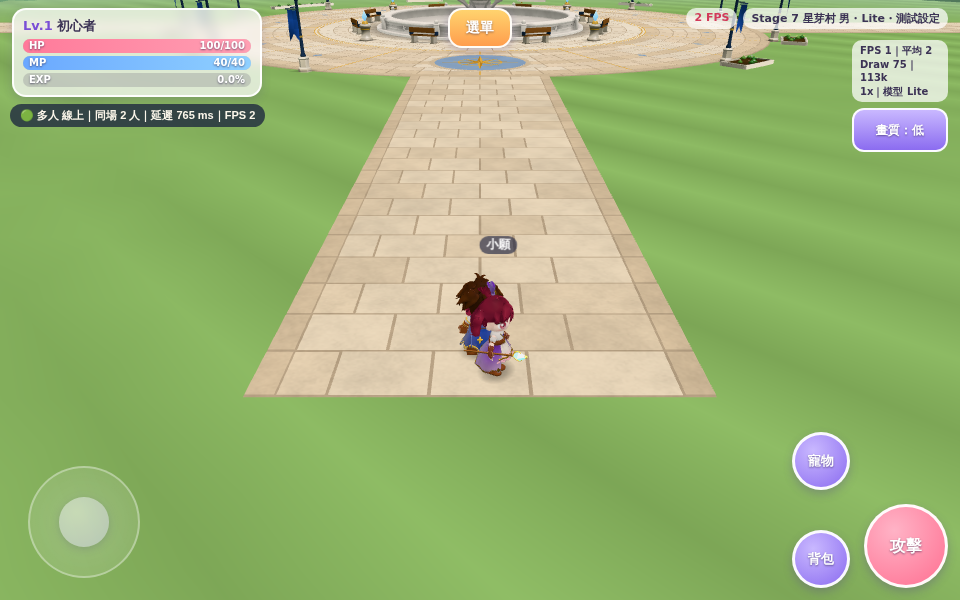 Lv.1 初心者
HP 100/100
MP 40/40
EXP 0.0%
🟢 多人 線上｜同場 2 人｜延遲 765 ms｜FPS 2
選單
2 FPS
Stage 7 星芽村 男・Lite・測試設定
FPS 1｜平均 2
Draw 75｜
113k
1x｜模型 Lite
畫質：低
小願
寵物
背包
攻擊